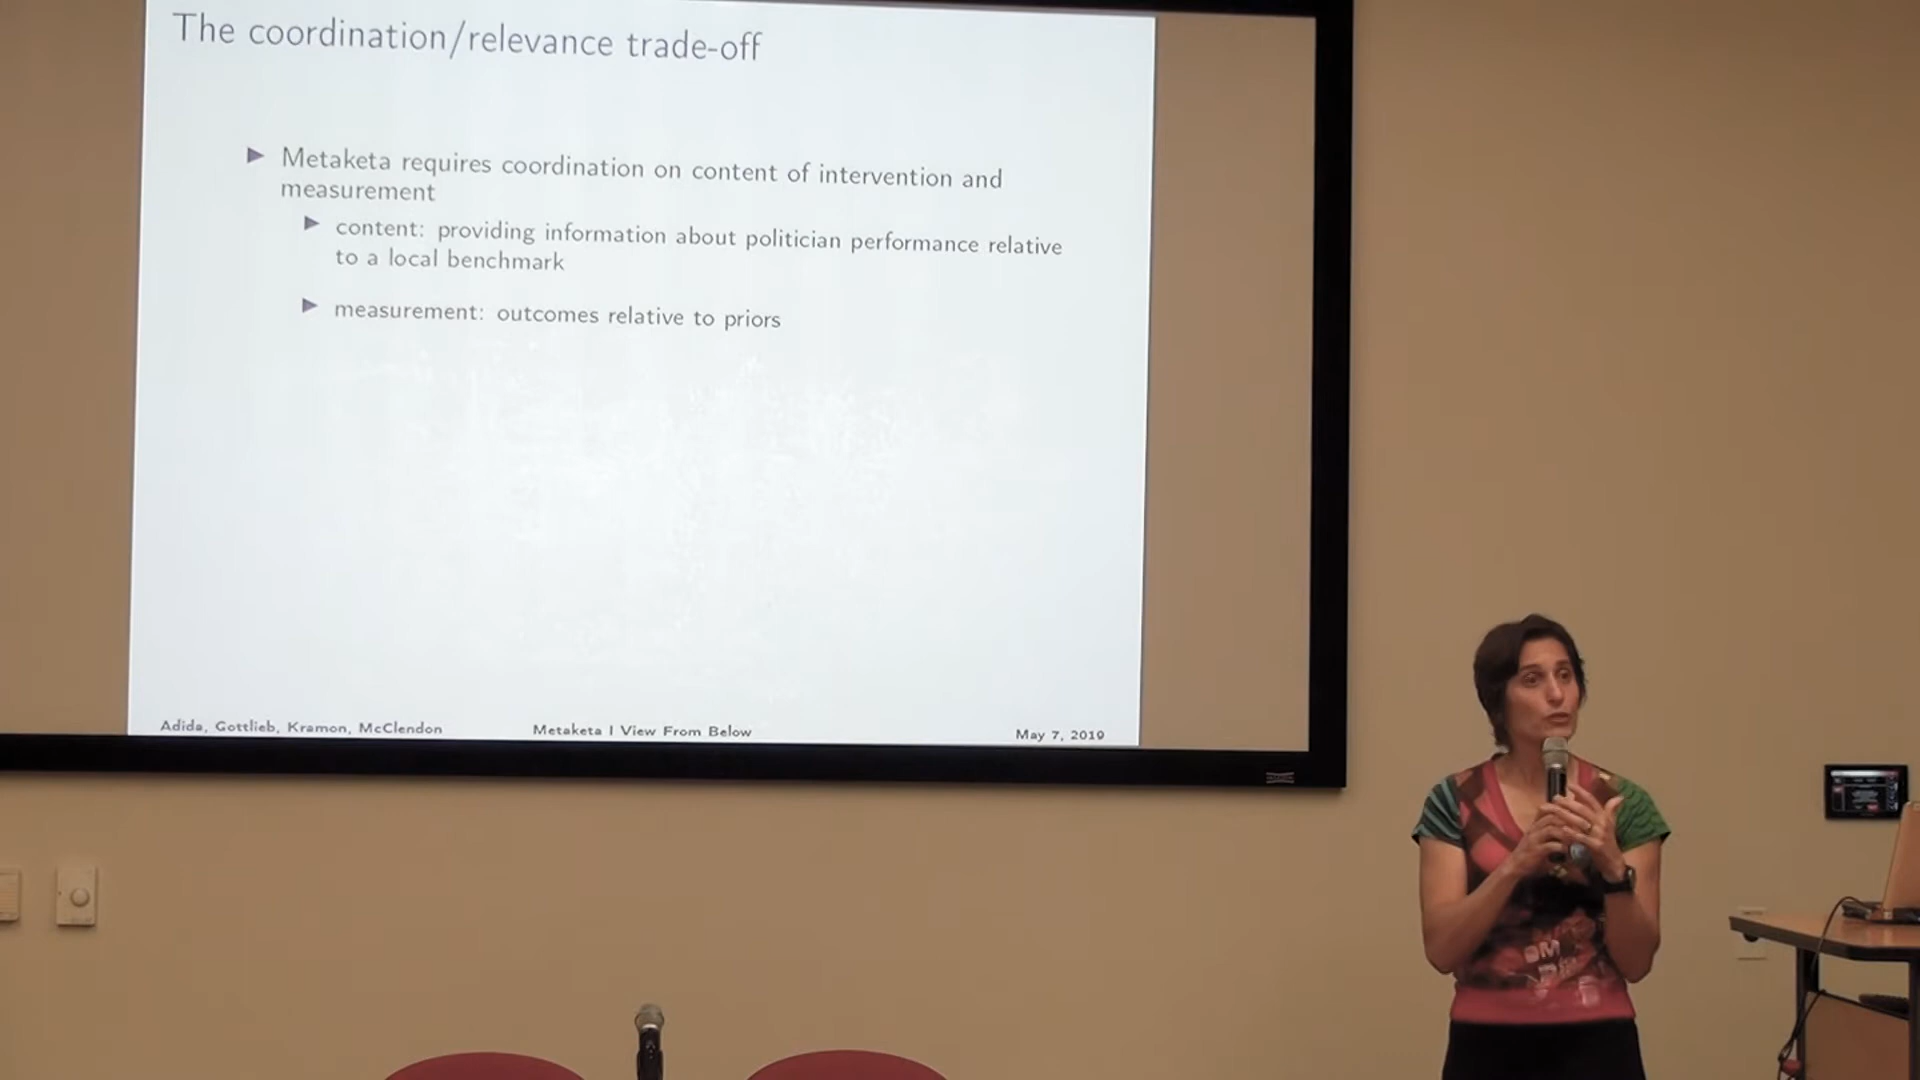 The coordination/relevance trade-off
▶ Metaketa requires coordination on content of intervention and
measurement
▶ content: providing information about politician performance relative
to a local benchmark
▶ measurement: outcomes relative to priors
Adida, Gottlieb, Kramon, McClendon
Metaketa I View From Below
May 7, 2019